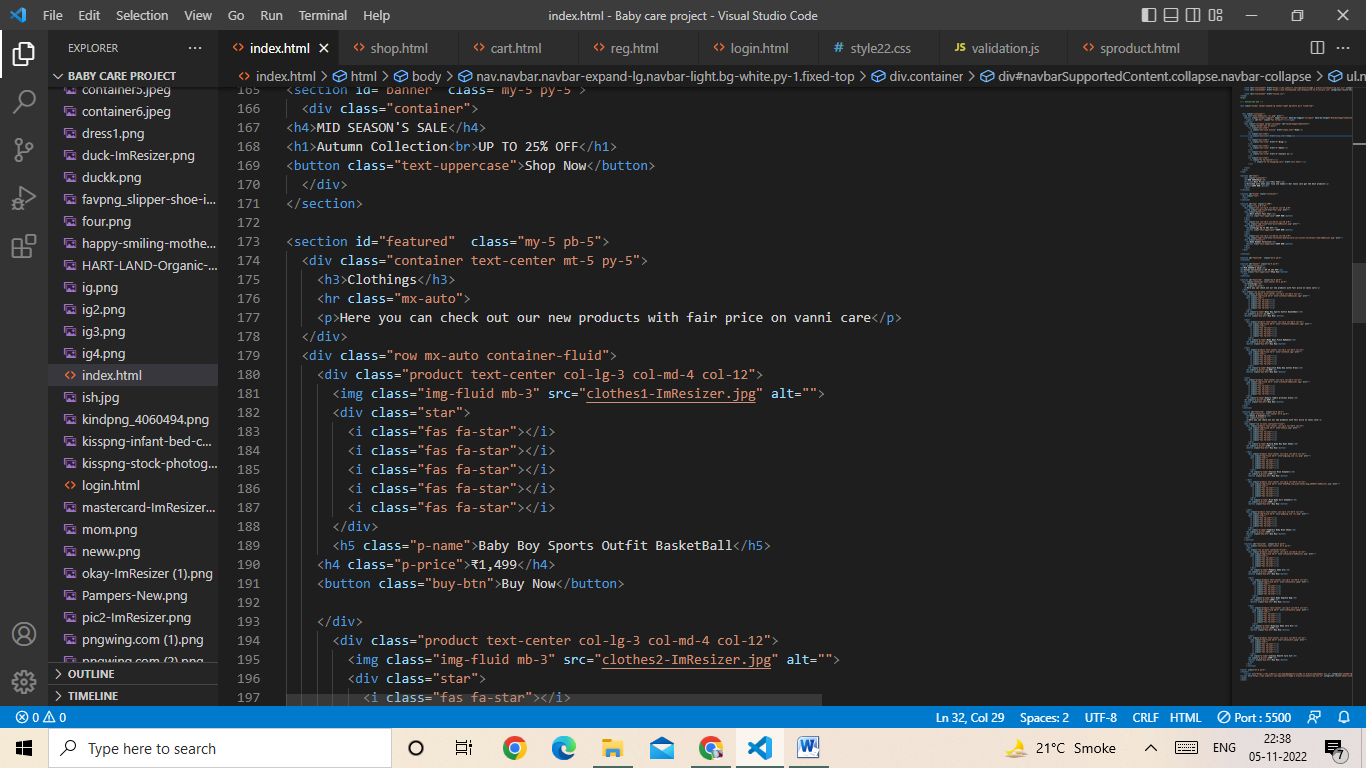 File Edit Selection View Go Run Terminal Help index.html - Baby care project - Visual Studio Code
EXPLORER ···
index.html shop.html cart.html reg.html login.html # style22.css JS validation.js sproduct.html
BABY CARE PROJECT
index.html > html > body > nav.navbar.navbar-expand-lg.navbar-light.bg-white.py-1.fixed-top > div.container > div#navbarSupportedContent.collapse.navbar-collapse >
container5.jpeg
container6.jpeg
dress1.png
duck-ImResizer.png
duckk.png
favpng_slipper-shoe-i...
four.png
happy-smiling-mothe...
HART-LAND-Organic-...
ig.png
ig2.png
ig3.png
ig4.png
index.html
ish.jpg
kindpng_4060494.png
kisspng-infant-bed-c...
kisspng-stock-photog...
login.html
mastercard-ImResizer...
mom.png
neww.png
okay-ImResizer (1).png
Pampers-New.png
pic2-ImResizer.png
pngwing.com (1).png
pngwing.com (2).png
OUTLINE
TIMELINE
165 <section id="banner" class="my-5 py-5">
166 <div class="container">
167 <h4>MID SEASON'S SALE</h4>
168 <h1>Autumn Collection<br>UP TO 25% OFF</h1>
169 <button class="text-uppercase">Shop Now</button>
170 </div>
171 </section>
172
173 <section id="featured"  class="my-5 pb-5">
174 <div class="container text-center mt-5 py-5">
175 <h3>Clothings</h3>
176 <hr class="mx-auto">
177 <p>Here you can check out our new products with fair price on vanni care</p>
178 </div>
179 <div class="row mx-auto container-fluid">
180 <div class="product text-center col-lg-3 col-md-4 col-12">
181 <img class="img-fluid mb-3" src="clothes1-ImResizer.jpg" alt="">
182 <div class="star">
183 <i class="fas fa-star"></i>
184 <i class="fas fa-star"></i>
185 <i class="fas fa-star"></i>
186 <i class="fas fa-star"></i>
187 <i class="fas fa-star"></i>
188 </div>
189 <h5 class="p-name">Baby Boy Sports Outfit BasketBall</h5>
190 <h4 class="p-price">₹1,499</h4>
191 <button class="buy-btn">Buy Now</button>
192
193 </div>
194 <div class="product text-center col-lg-3 col-md-4 col-12">
195 <img class="img-fluid mb-3" src="clothes2-ImResizer.jpg" alt="">
196 <div class="star">
197 <i class="fas fa-star"></i>
0 0 Ln 32, Col 29 Spaces: 2 UTF-8 CRLF HTML Port : 5500
Type here to search 21°C Smoke ENG 22:38
05-11-2022 7